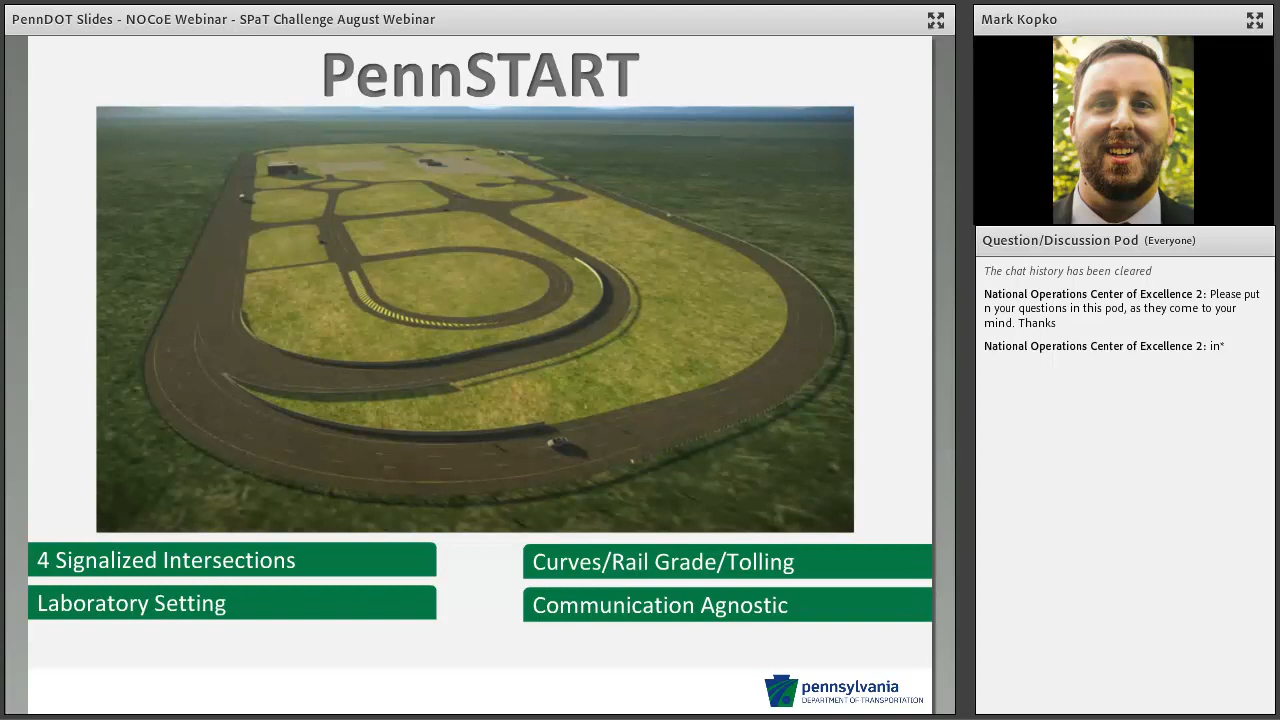 PennDOT Slides - NOCoE Webinar - SPaT Challenge August Webinar
PennSTART
4 Signalized Intersections
Curves/Rail Grade/Tolling
Laboratory Setting
Communication Agnostic
pennsylvania
DEPARTMENT OF TRANSPORTATION
Mark Kopko
Question/Discussion Pod (Everyone)
The chat history has been cleared
National Operations Center of Excellence 2: Please put
n your questions in this pod, as they come to your
mind. Thanks
National Operations Center of Excellence 2: in*